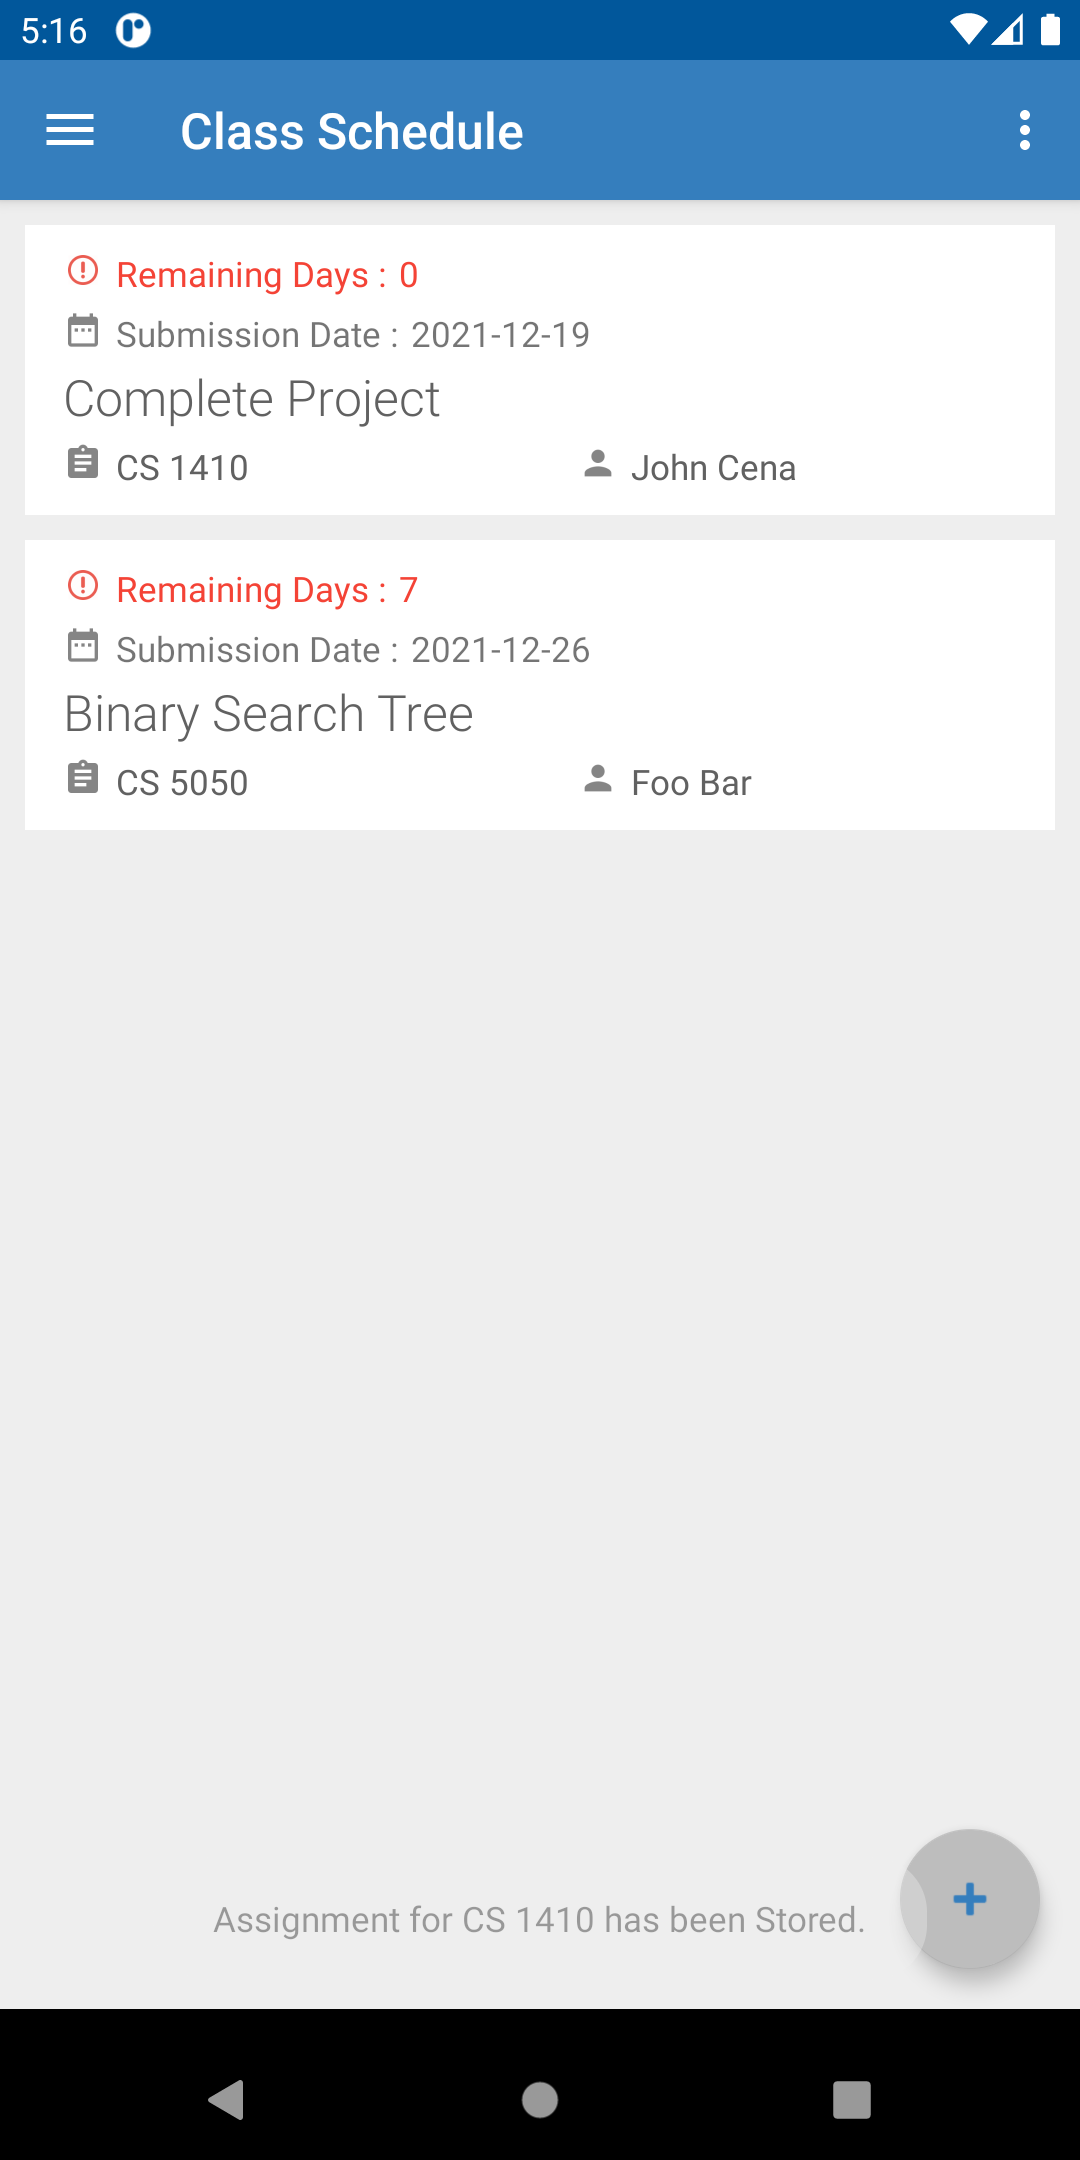 5:16
Class Schedule
Remaining Days : 0
Submission Date : 2021-12-19
Complete Project
CS 1410 John Cena
Remaining Days : 7
Submission Date : 2021-12-26
Binary Search Tree
CS 5050 Foo Bar
Assignment for CS 1410 has been Stored.